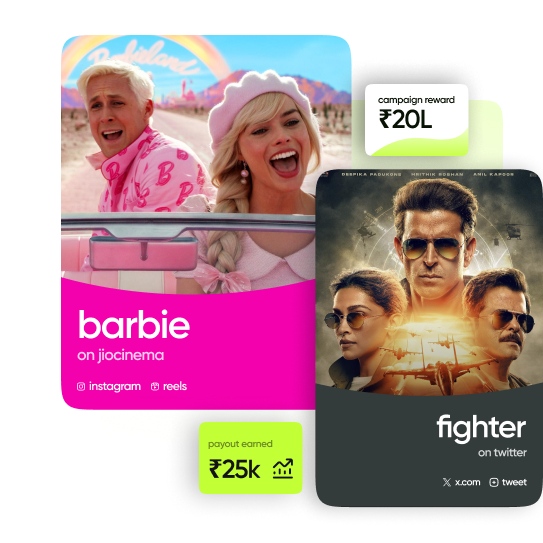 Barbieland
campaign reward
₹20L
DEEPIKA PADUKONE HRITHIK ROSHAN ANIL KAPOOR
barbie
on jiocinema
instagram reels
fighter
on twitter
x.com tweet
payout earned
₹25k